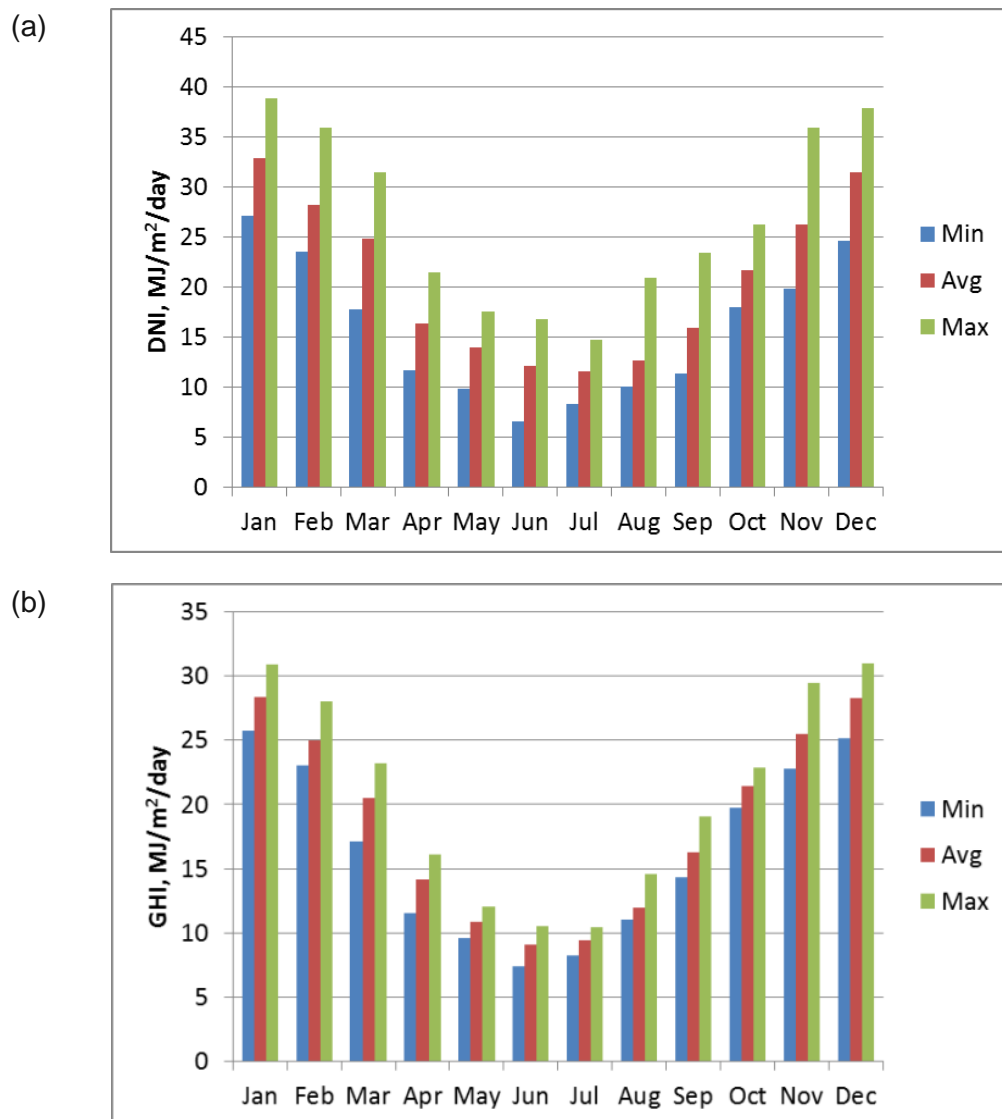 (a)
45
40
35
30
25
20
15
10
5
0
DNI, MJ/m²/day
Jan Feb Mar Apr May Jun Jul Aug Sep Oct Nov Dec
Min
Avg
Max
(b)
35
30
25
20
15
10
5
0
GHI, MJ/m²/day
Jan Feb Mar Apr May Jun Jul Aug Sep Oct Nov Dec
Min
Avg
Max